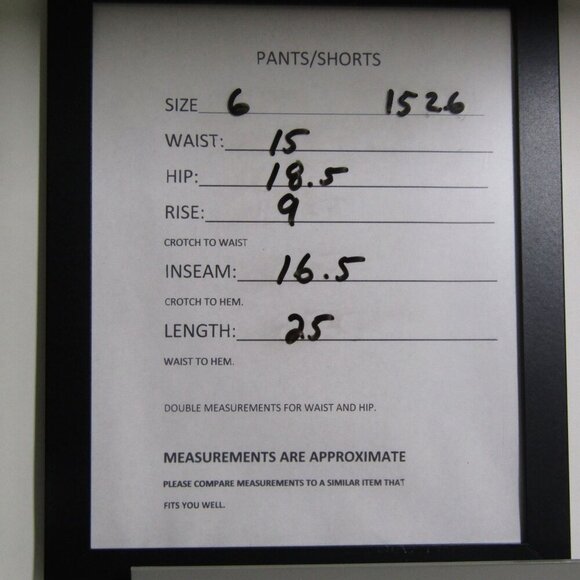 PANTS/SHORTS
SIZE 6 1526
WAIST: 15
HIP: 18.5
RISE: 9
CROTCH TO WAIST
INSEAM: 16.5
CROTCH TO HEM.
LENGTH: 25
WAIST TO HEM.
DOUBLE MEASUREMENTS FOR WAIST AND HIP.
MEASUREMENTS ARE APPROXIMATE
PLEASE COMPARE MEASUREMENTS TO A SIMILAR ITEM THAT
FITS YOU WELL.